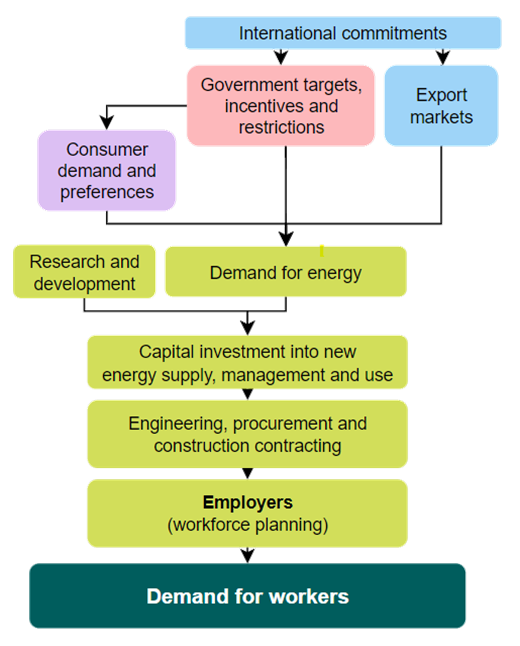 International commitments
Government targets,
incentives and
restrictions
Export
markets
Consumer
demand and
preferences
Research and
development
Demand for energy
Capital investment into new
energy supply, management and use
Engineering, procurement and
construction contracting
Employers
(workforce planning)
Demand for workers